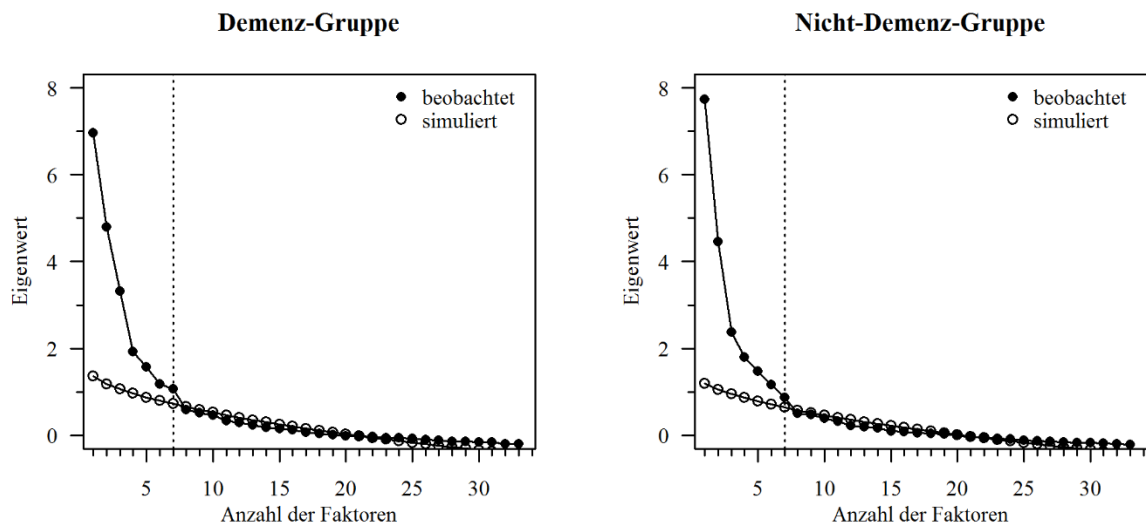 Demenz-Gruppe
8
6
4
2
0
Eigenwert
beobachtet
simuliert
5 10 15 20 25 30
Anzahl der Faktoren
Nicht-Demenz-Gruppe
8
6
4
2
0
Eigenwert
beobachtet
simuliert
5 10 15 20 25 30
Anzahl der Faktoren